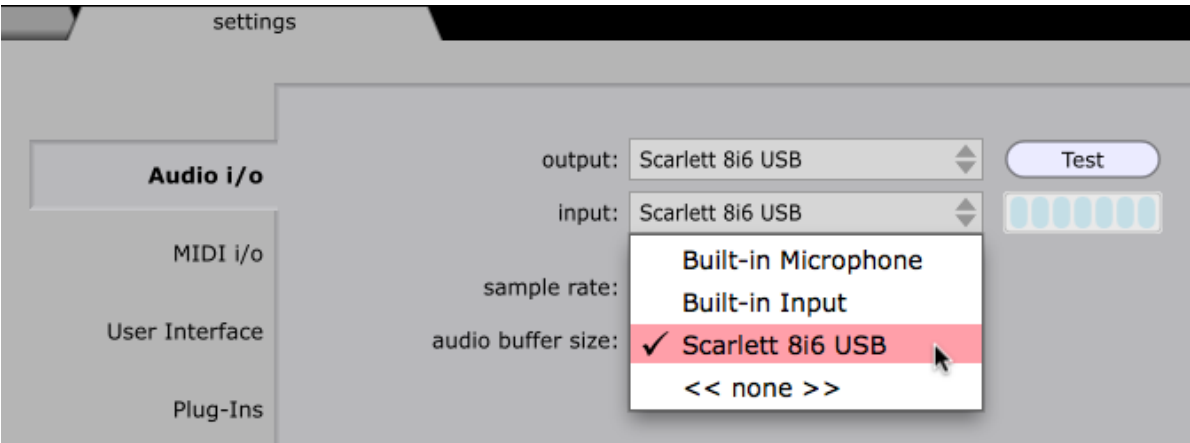 settings
Audio i/o
MIDI i/o
User Interface
Plug-Ins
output: Scarlett 8i6 USB Test
input: Scarlett 8i6 USB
sample rate:
audio buffer size:
Built-in Microphone
Built-in Input
✓ Scarlett 8i6 USB
<< none >>